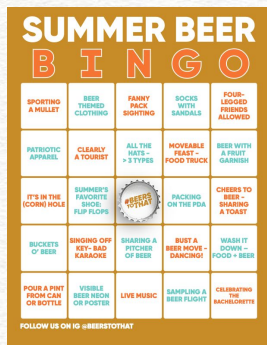 SUMMER BEER
BINGO
SPORTING
A MULLET
BEER
THEMED
CLOTHING
FANNY
PACK
SIGHTING
SOCKS
WITH
SANDALS
FOUR-
LEGGED
FRIENDS
ALLOWED
PATRIOTIC
APPAREL
CLEARLY
A TOURIST
ALL THE
HATS –
> 3 TYPES
MOVEABLE
FEAST –
FOOD TRUCK
BEER WITH
A FRUIT
GARNISH
IT'S IN THE
(CORN) HOLE
SUMMER'S
FAVORITE
SHOE:
FLIP FLOPS
#BEERS
TO THAT
PACKING
ON THE PDA
CHEERS TO
BEER –
SHARING
A TOAST
BUCKETS
O' BEER
SINGING OFF
KEY– BAD
KARAOKE
SHARING A
PITCHER
OF BEER
BUST A
BEER MOVE –
DANCING!
WASH IT
DOWN –
FOOD + BEER
POUR A PINT
FROM CAN
OR BOTTLE
VISIBLE
BEER NEON
OR POSTER
LIVE MUSIC
SAMPLING A
BEER FLIGHT
CELEBRATING
THE
BACHELORETTE
FOLLOW US ON IG @BEERSTOTHAT